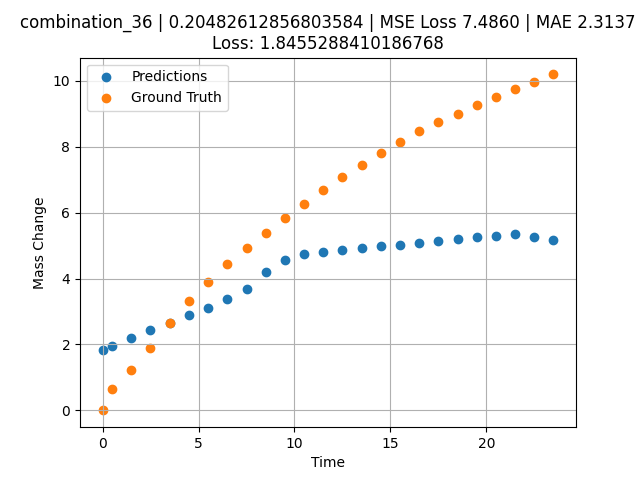 combination_36 | 0.20482612856803584 | MSE Loss 7.4860 | MAE 2.3137
Loss: 1.8455288410186768
Predictions
Ground Truth
10
8
6
4
2
0
Mass Change
0 5 10 15 20
Time